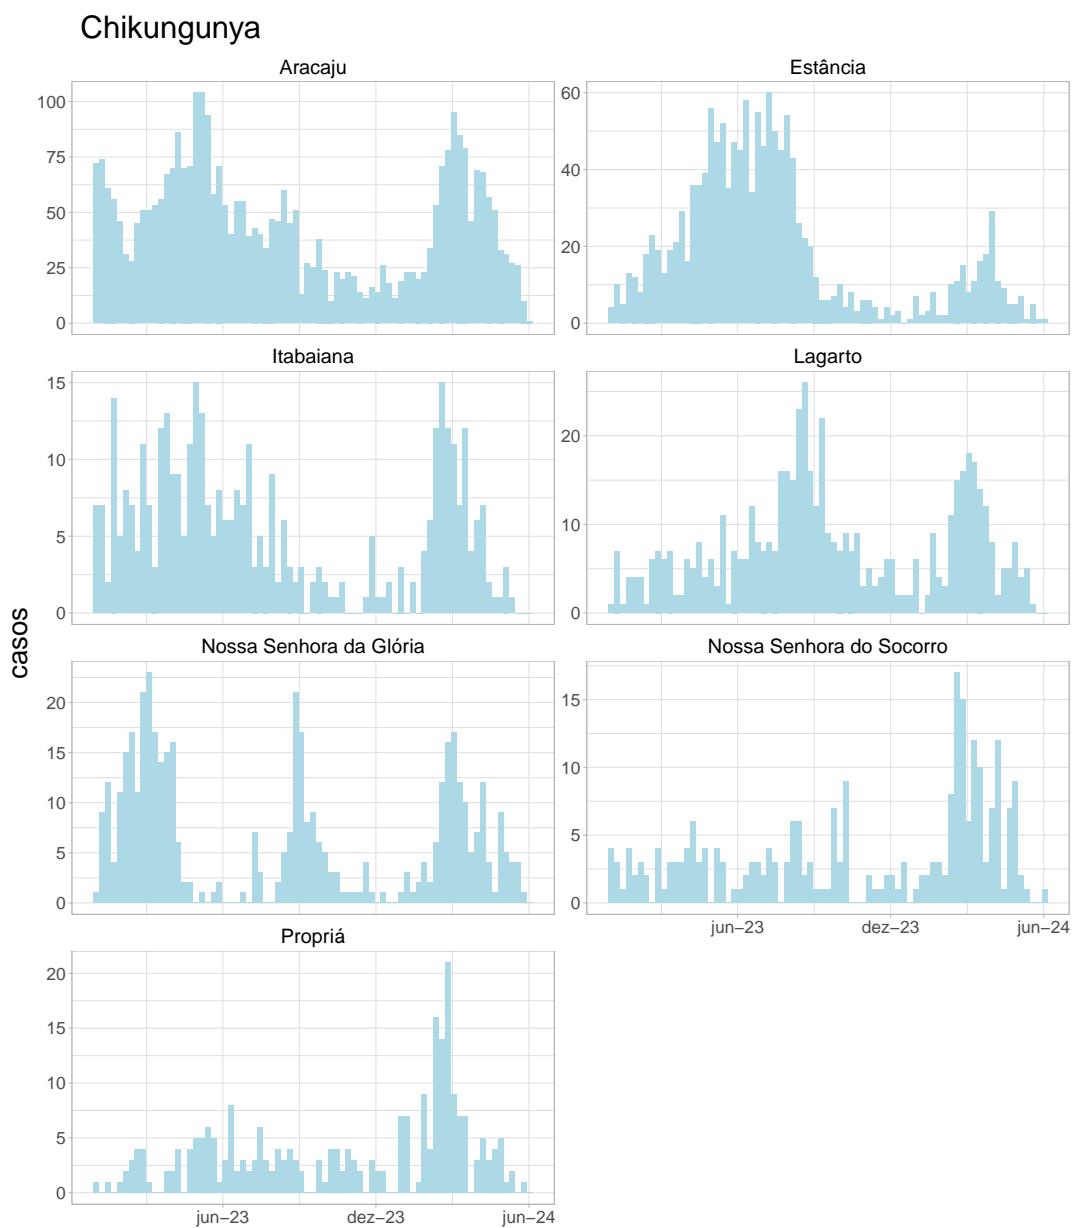 Chikungunya
Aracaju
Estância
100
75
50
25
0
60
40
20
0
Itabaiana
Lagarto
15
10
5
0
20
10
0
casos
Nossa Senhora da Glória
Nossa Senhora do Socorro
20
15
10
5
0
15
10
5
0
jun−23
dez−23
jun−24
Propriá
20
15
10
5
0
jun−23
dez−23
jun−24